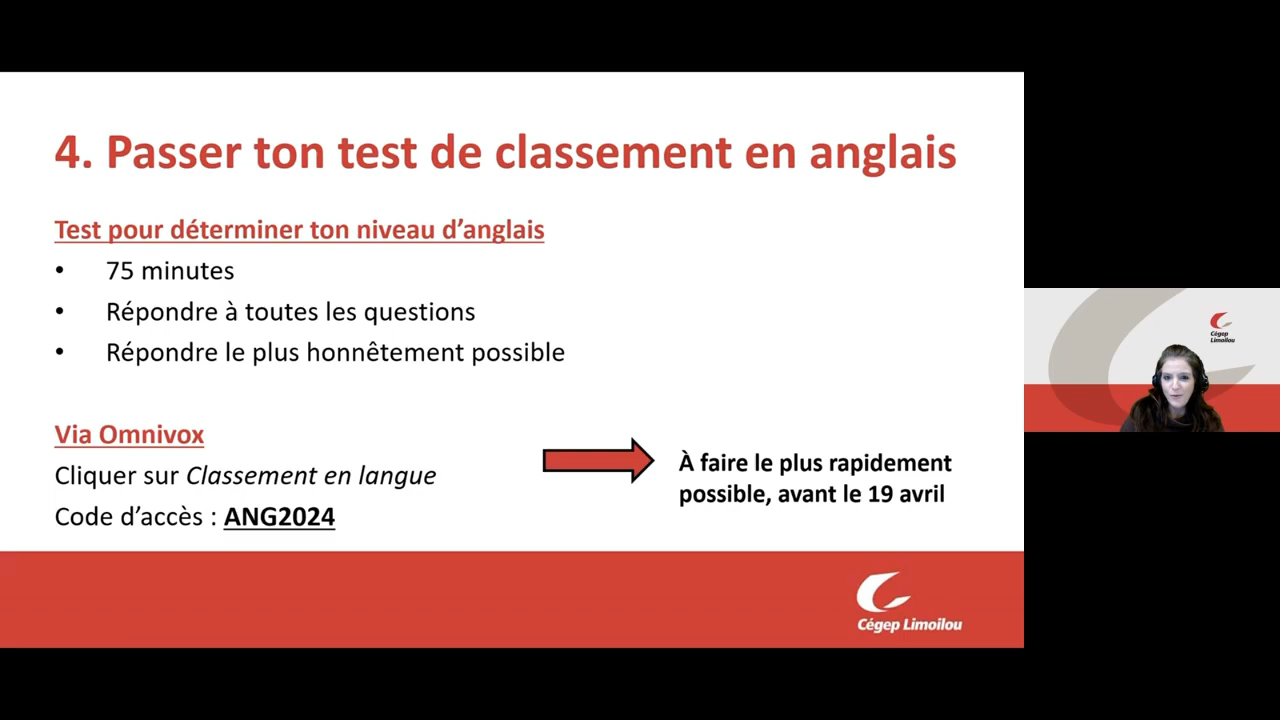 4. Passer ton test de classement en anglais
Test pour déterminer ton niveau d’anglais
• 75 minutes
• Répondre à toutes les questions
• Répondre le plus honnêtement possible
Via Omnivox
Cliquer sur Classement en langue
Code d’accès : ANG2024
À faire le plus rapidement
possible, avant le 19 avril
Cégep Limoilou
Cégep
Limoilou